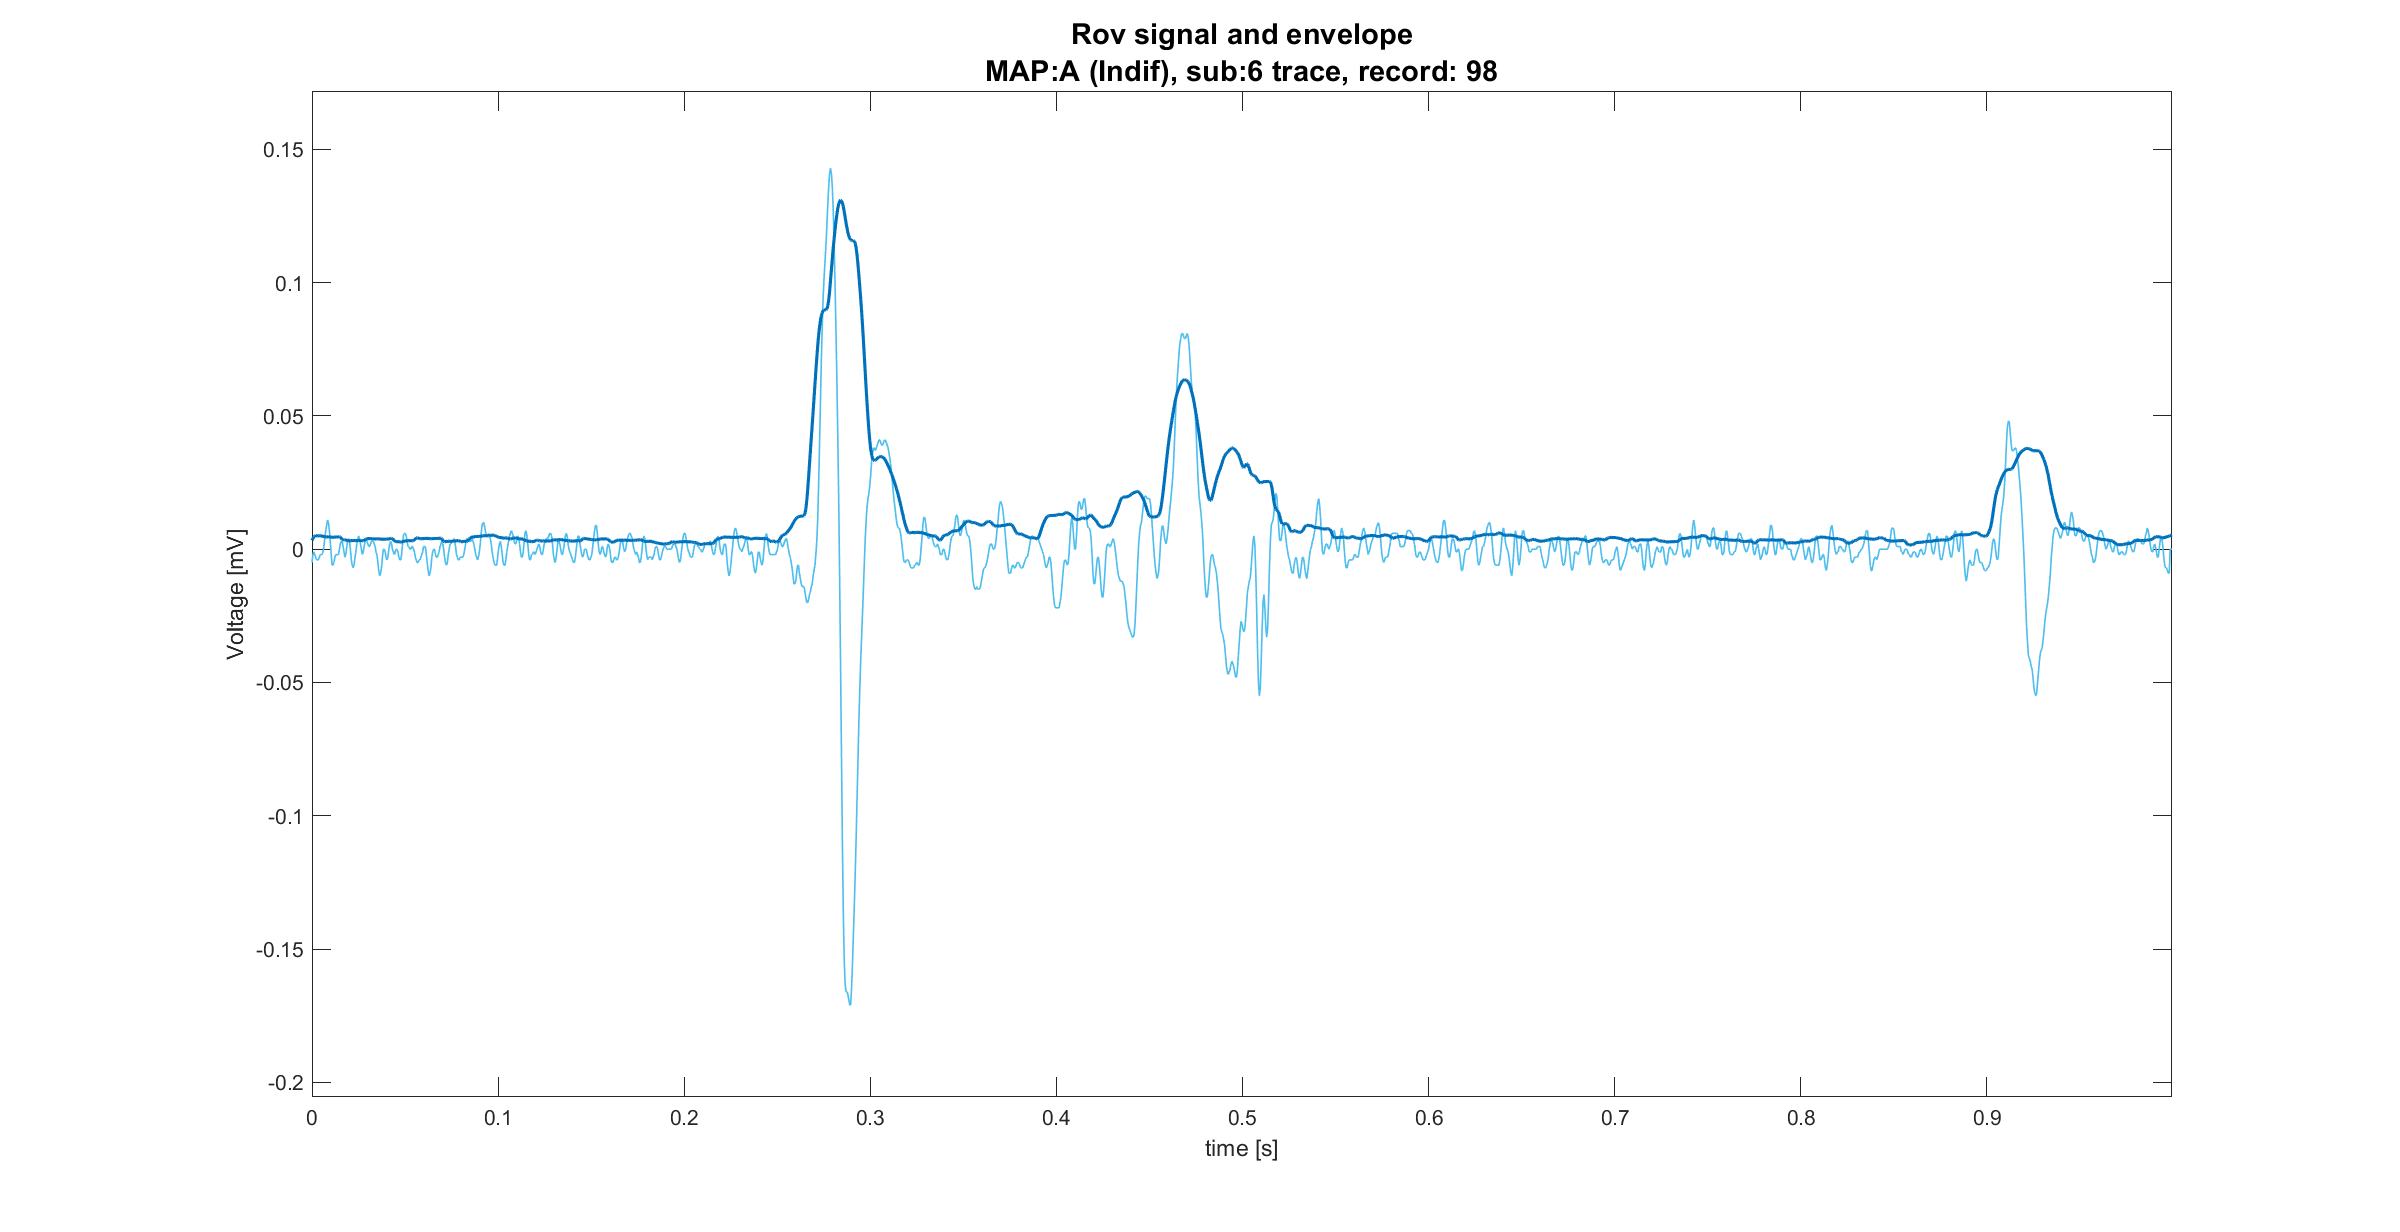 Rov signal and envelope
MAP:A (Indif), sub:6 trace, record: 98
0.15
0.1
0.05
0
-0.05
-0.1
-0.15
-0.2
Voltage [mV]
0 0.1 0.2 0.3 0.4 0.5 0.6 0.7 0.8 0.9
time [s]